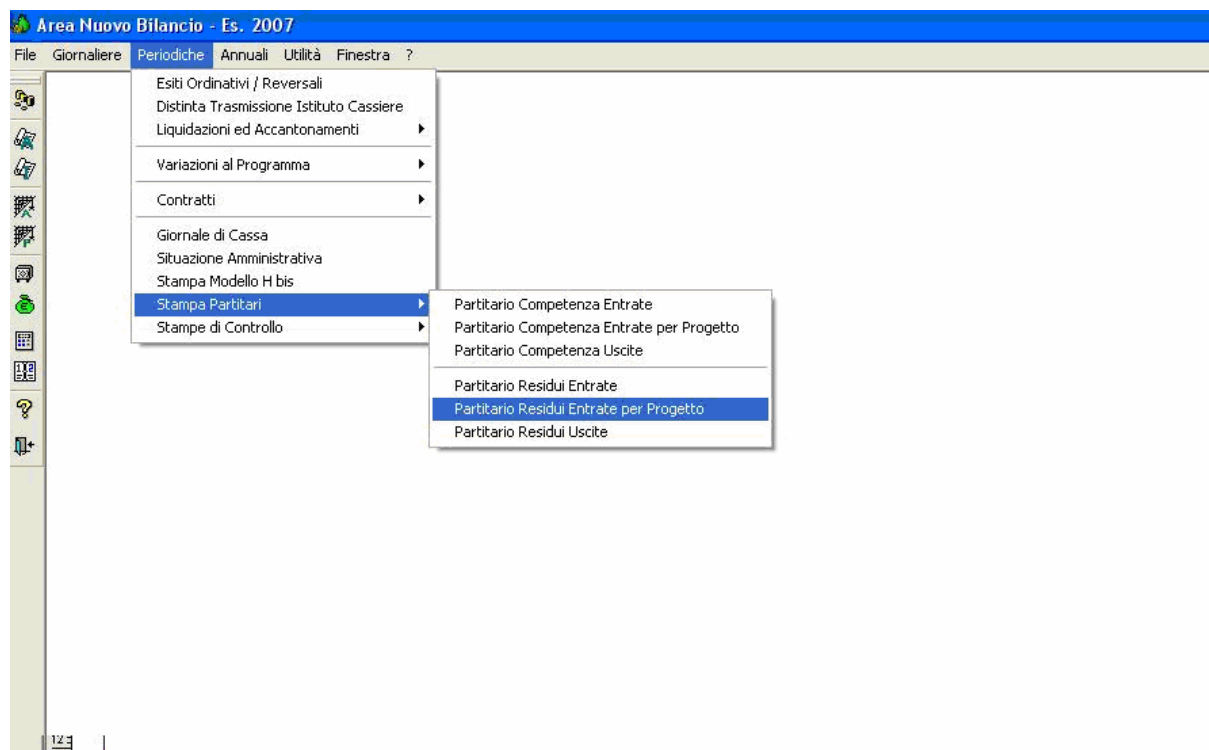 Area Nuovo Bilancio - Es. 2007
File Giornaliere Periodiche Annuali Utilità Finestra ?
Esiti Ordinativi / Reversali
Distinta Trasmissione Istituto Cassiere
Liquidazioni ed Accantonamenti
Variazioni al Programma
Contratti
Giornale di Cassa
Situazione Amministrativa
Stampa Modello H bis
Stampa Partitari
Stampe di Controllo
Partitario Competenza Entrate
Partitario Competenza Entrate per Progetto
Partitario Competenza Uscite
Partitario Residui Entrate
Partitario Residui Entrate per Progetto
Partitario Residui Uscite